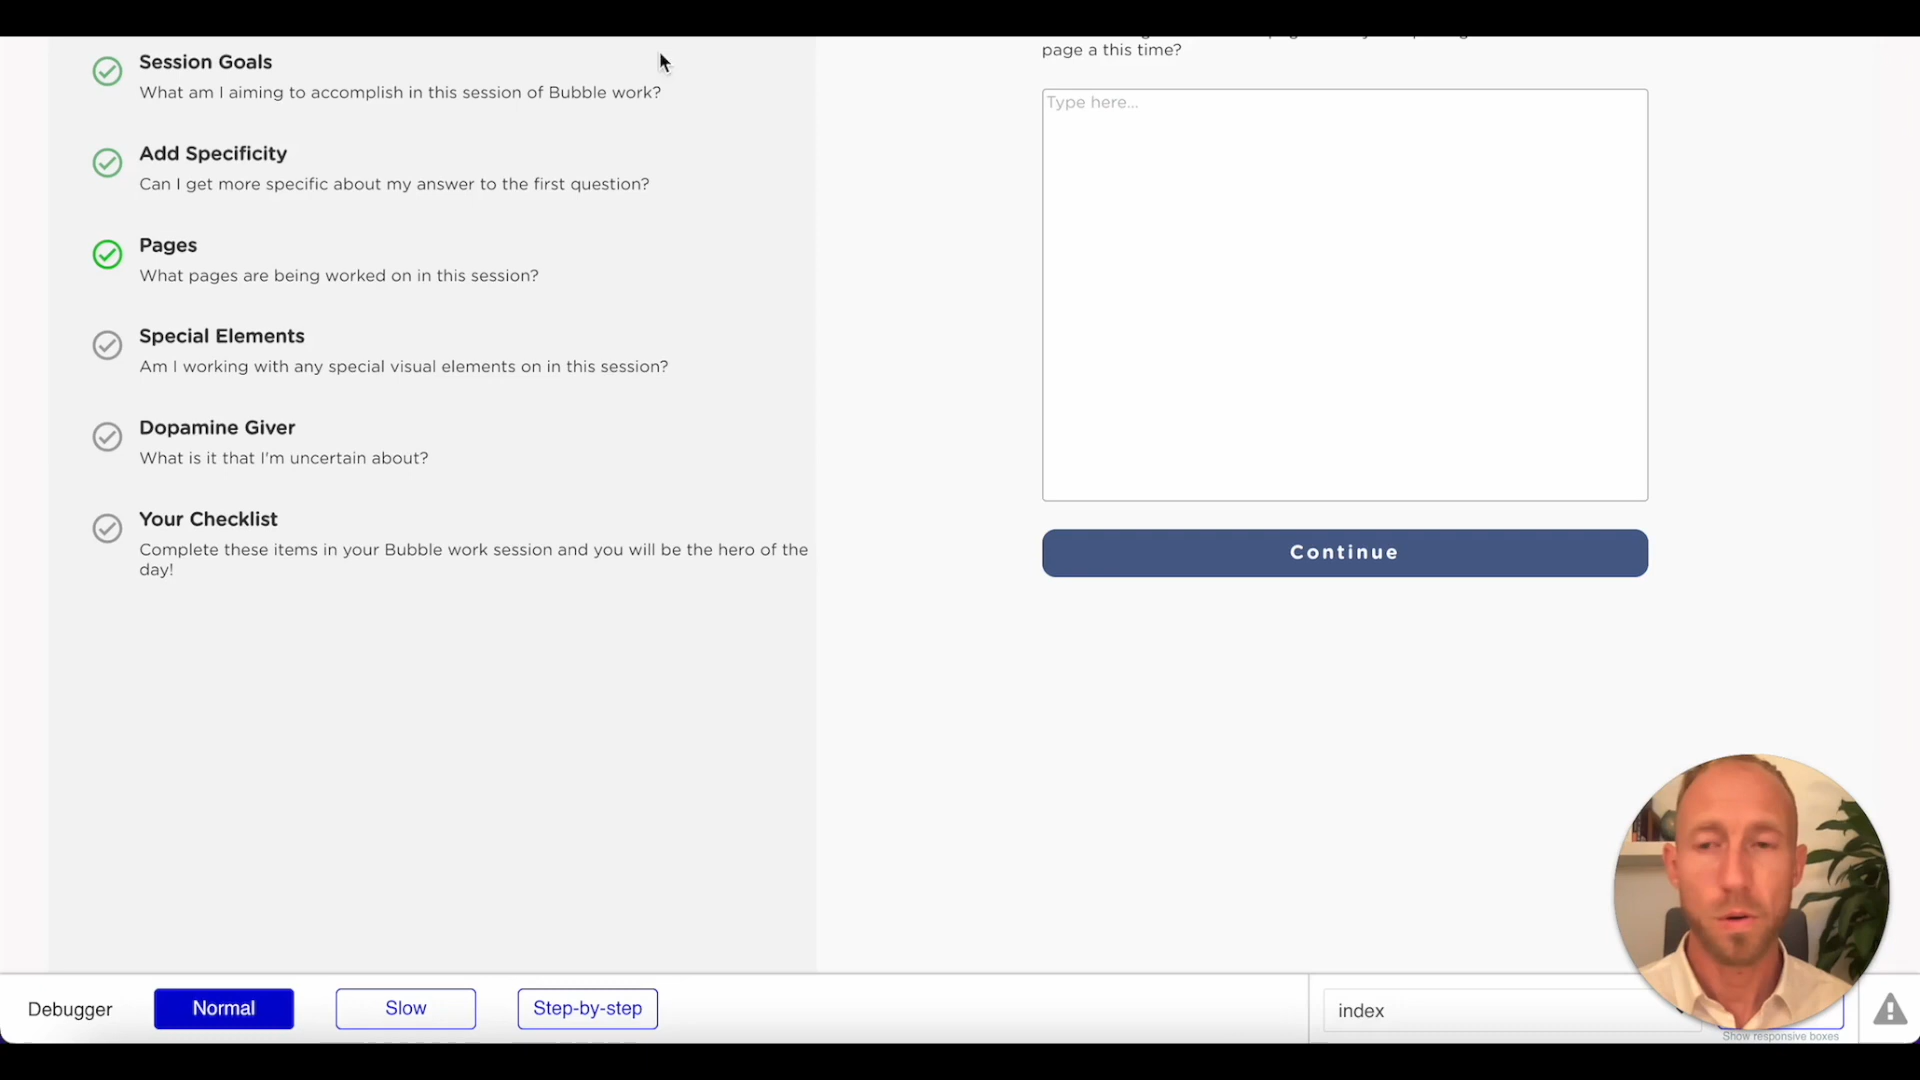 Session Goals
What am I aiming to accomplish in this session of Bubble work?
Add Specificity
Can I get more specific about my answer to the first question?
Pages
What pages are being worked on in this session?
Special Elements
Am I working with any special visual elements on in this session?
Dopamine Giver
What is it that I'm uncertain about?
Your Checklist
Complete these items in your Bubble work session and you will be the hero of the
day!
page a this time?
Type here...
Continue
Debugger
Normal
Slow
Step-by-step
index
Show responsive boxes